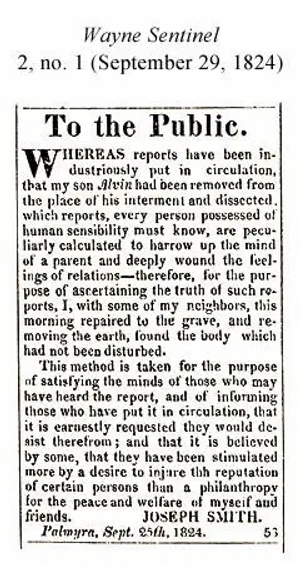 Wayne Sentinel
2, no. 1 (September 29, 1824)
To the Public.
WHEREAS reports have been in-
dustriously put in circulation,
that my son Alvin had been removed from
the place of his interment and dissected,
which reports, every person possessed of
human sensibility must know, are pecu-
liarly calculated to harrow up the mind
of a parent and deeply wound the feel-
ings of relations—therefore, for the pur-
pose of ascertaining the truth of such re-
ports, I, with some of my neighbors, this
morning repaired to the grave, and re-
moving the earth, found the body which
had not been disturbed.
This method is taken for the purpose
of satisfying the minds of those who may
have heard the report, and of informing
those who have put it in circulation, that
it is earnestly requested they would de-
sist therefrom; and that it is believed
by some, that they have been stimulated
more by a desire to injure thh reputation
of certain persons than a philanthropy
for the peace and welfare of myself and
friends. JOSEPH SMITH.
Palmyra, Sept. 25th, 1824. 53